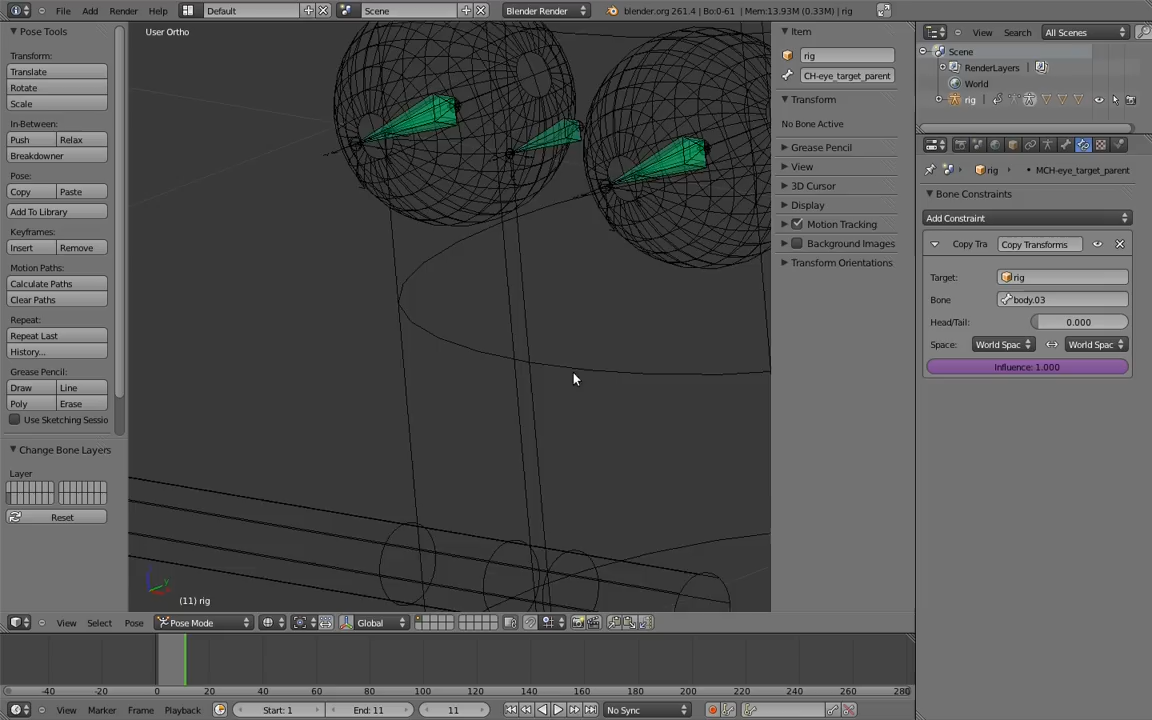 File Add Render Help Default Scene Blender Render blender.org 261.4 | Bo:0-61 | Mem:13.93M (0.33M) | rig
Pose Tools
Transform:
Translate
Rotate
Scale
In-Between:
Push Relax
Breakdowner
Pose:
Copy Paste
Add To Library
Keyframes:
Insert Remove
Motion Paths:
Calculate Paths
Clear Paths
Repeat:
Repeat Last
History...
Grease Pencil:
Draw Line
Poly Erase
Use Sketching Sessio
Change Bone Layers
Layer
Reset
User Ortho
(11) rig
View Select Pose Pose Mode Global
Item
rig
CH-eye_target_parent
Transform
No Bone Active
Grease Pencil
View
3D Cursor
Display
Motion Tracking
Background Images
Transform Orientations
View Search All Scenes
Scene
RenderLayers
World
rig
rig MCH-eye_target_parent
Bone Constraints
Add Constraint
Copy Tra Copy Transforms
Target: rig
Bone body.03
Head/Tail: 0.000
Space: World Spac World Spac
Influence: 1.000
-40 -20 0 20 40 60 80 100 120 140 160 180 200 220 240 260 280
View Marker Frame Playback Start: 1 End: 11 11 No Sync